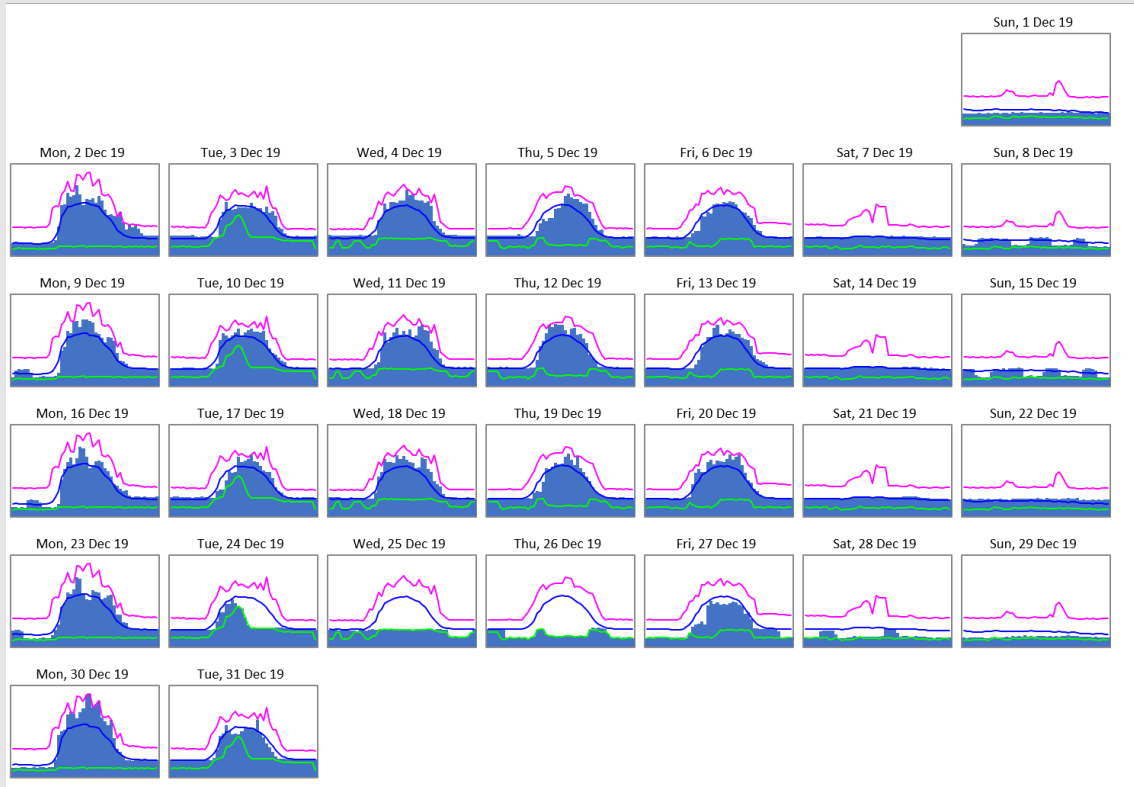 Sun, 1 Dec 19
Mon, 2 Dec 19
Tue, 3 Dec 19
Wed, 4 Dec 19
Thu, 5 Dec 19
Fri, 6 Dec 19
Sat, 7 Dec 19
Sun, 8 Dec 19
Mon, 9 Dec 19
Tue, 10 Dec 19
Wed, 11 Dec 19
Thu, 12 Dec 19
Fri, 13 Dec 19
Sat, 14 Dec 19
Sun, 15 Dec 19
Mon, 16 Dec 19
Tue, 17 Dec 19
Wed, 18 Dec 19
Thu, 19 Dec 19
Fri, 20 Dec 19
Sat, 21 Dec 19
Sun, 22 Dec 19
Mon, 23 Dec 19
Tue, 24 Dec 19
Wed, 25 Dec 19
Thu, 26 Dec 19
Fri, 27 Dec 19
Sat, 28 Dec 19
Sun, 29 Dec 19
Mon, 30 Dec 19
Tue, 31 Dec 19